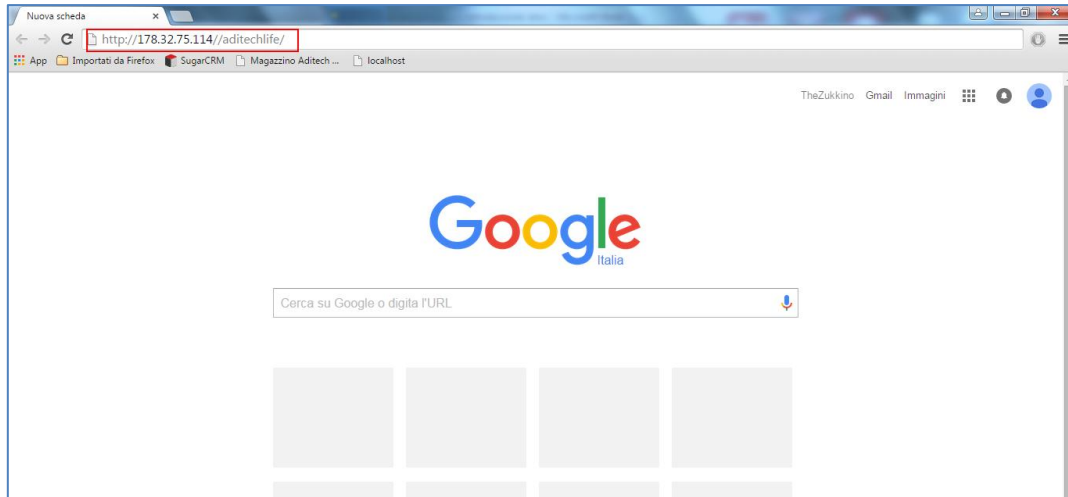 Nuova scheda
http://178.32.75.114//aditechlife/
App Importati da Firefox SugarCRM Magazzino Aditech ... localhost
TheZukkino Gmail Immagini
Google
Italia
Cerca su Google o digita l'URL